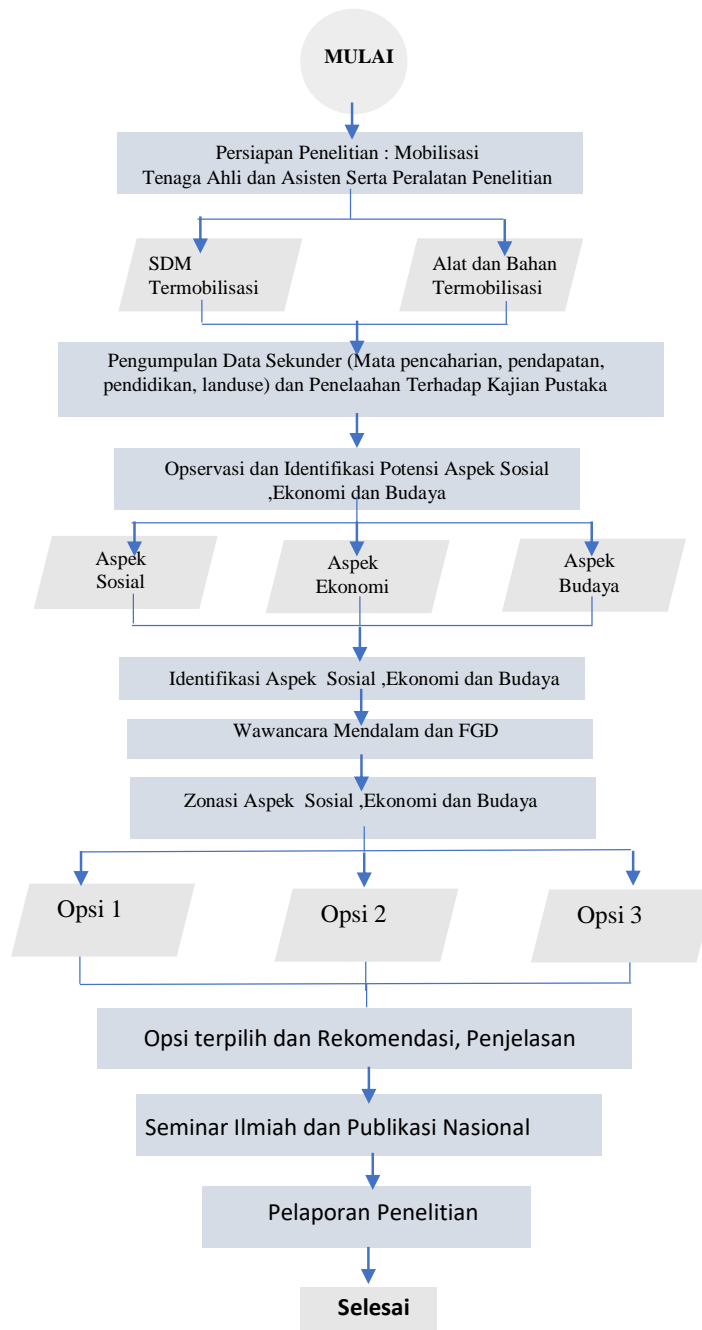 MULAI
Persiapan Penelitian : Mobilisasi
Tenaga Ahli dan Asisten Serta Peralatan Penelitian
SDM
Termobilisasi
Alat dan Bahan
Termobilisasi
Pengumpulan Data Sekunder (Mata pencaharian, pendapatan,
pendidikan, landuse) dan Penelaahan Terhadap Kajian Pustaka
Opservasi dan Identifikasi Potensi Aspek Sosial
,Ekonomi dan Budaya
Aspek
Sosial
Aspek
Ekonomi
Aspek
Budaya
Identifikasi Aspek Sosial ,Ekonomi dan Budaya
Wawancara Mendalam dan FGD
Zonasi Aspek Sosial ,Ekonomi dan Budaya
Opsi 1
Opsi 2
Opsi 3
Opsi terpilih dan Rekomendasi, Penjelasan
Seminar Ilmiah dan Publikasi Nasional
Pelaporan Penelitian
Selesai